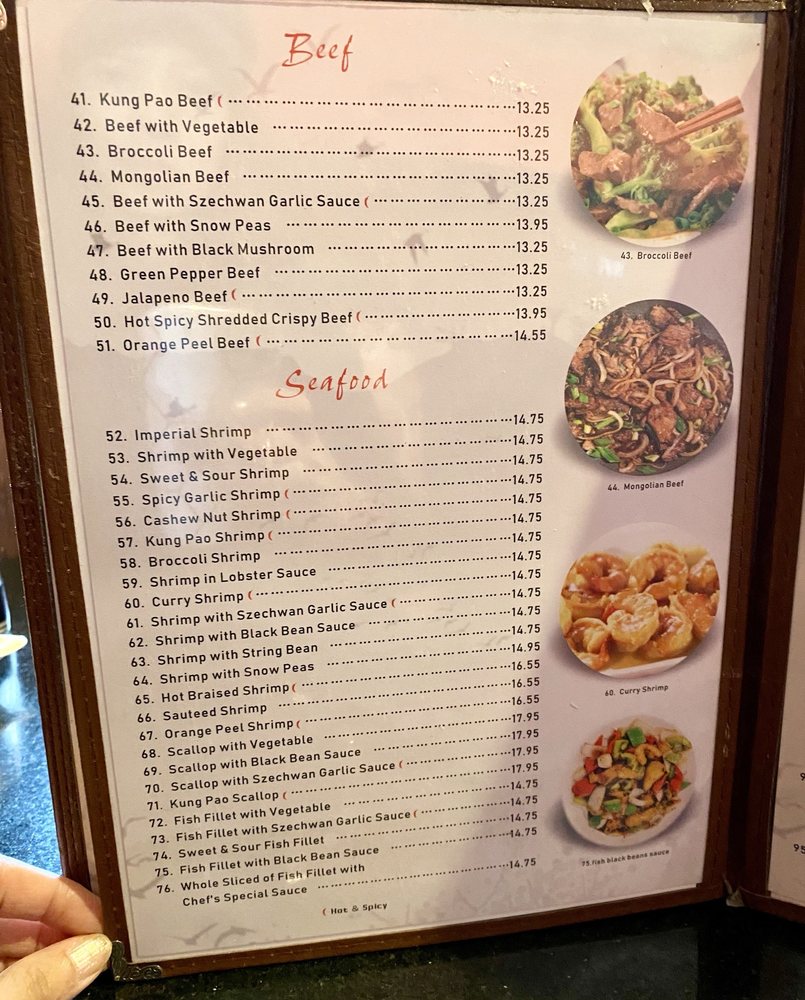 Beef
41. Kung Pao Beef ( ... 13.25
42. Beef with Vegetable ... 13.25
43. Broccoli Beef ... 13.25
44. Mongolian Beef ... 13.25
45. Beef with Szechwan Garlic Sauce ( ... 13.25
46. Beef with Snow Peas ... 13.95
47. Beef with Black Mushroom ... 13.25
48. Green Pepper Beef ... 13.25
49. Jalapeno Beef ( ... 13.25
50. Hot Spicy Shredded Crispy Beef ( ... 13.95
51. Orange Peel Beef ( ... 14.55
Seafood
52. Imperial Shrimp ... 14.75
53. Shrimp with Vegetable ... 14.75
54. Sweet & Sour Shrimp ... 14.75
55. Spicy Garlic Shrimp ( ... 14.75
56. Cashew Nut Shrimp ( ... 14.75
57. Kung Pao Shrimp ( ... 14.75
58. Broccoli Shrimp ... 14.75
59. Shrimp in Lobster Sauce ... 14.75
60. Curry Shrimp ( ... 14.75
61. Shrimp with Szechwan Garlic Sauce ( ... 14.75
62. Shrimp with Black Bean Sauce ... 14.75
63. Shrimp with String Bean ... 14.75
64. Shrimp with Snow Peas ... 14.95
65. Hot Braised Shrimp ( ... 16.55
66. Sauteed Shrimp ... 16.55
67. Orange Peel Shrimp ( ... 16.55
68. Scallop with Vegetable ... 17.95
69. Scallop with Black Bean Sauce ... 17.95
70. Scallop with Szechwan Garlic Sauce ( ... 17.95
71. Kung Pao Scallop ( ... 17.95
72. Fish Fillet with Vegetable ... 14.75
73. Fish Fillet with Szechwan Garlic Sauce ( ... 14.75
74. Sweet & Sour Fish Fillet ... 14.75
75. Fish Fillet with Black Bean Sauce ... 14.75
76. Whole Sliced of Fish Fillet with
Chef's Special Sauce ... 14.75
( Hot & Spicy
43. Broccoli Beef
44. Mongolian Beef
60. Curry Shrimp
75.fish black beans sauce